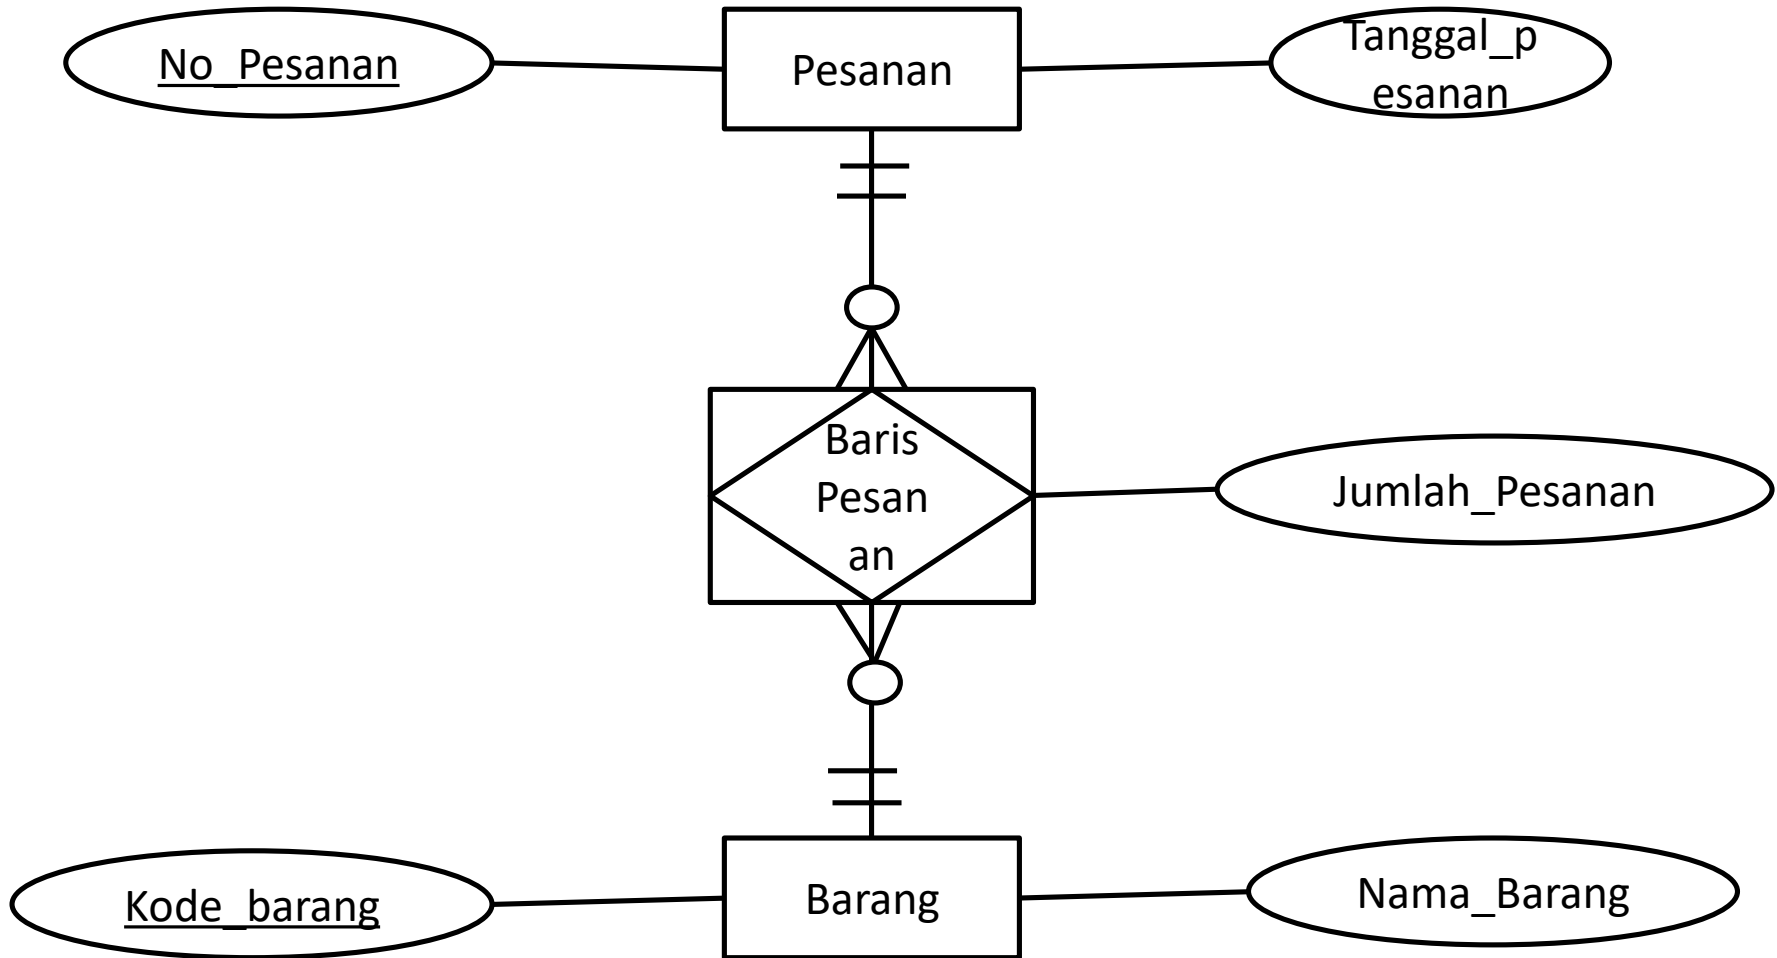 No_Pesanan
Pesanan
Tanggal_p
esanan
Baris
Pesan
an
Jumlah_Pesanan
Kode_barang
Barang
Nama_Barang